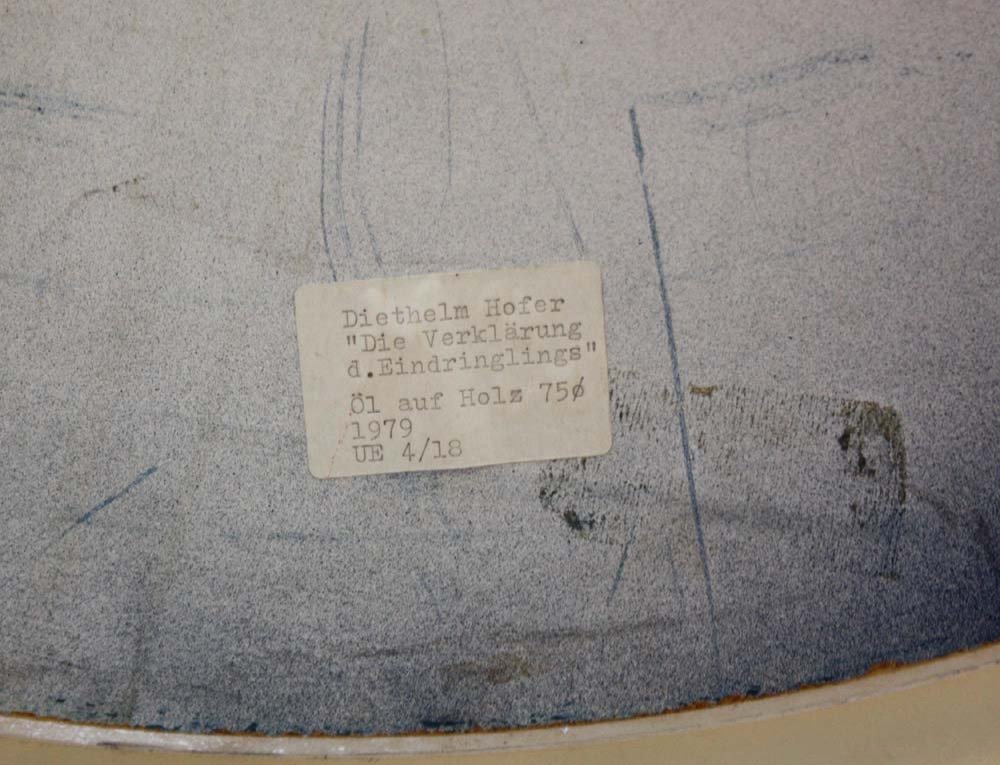 Diethelm Hofer
"Die Verklärung
d.Eindringlings"
Öl auf Holz 75ø
1979
UE 4/18